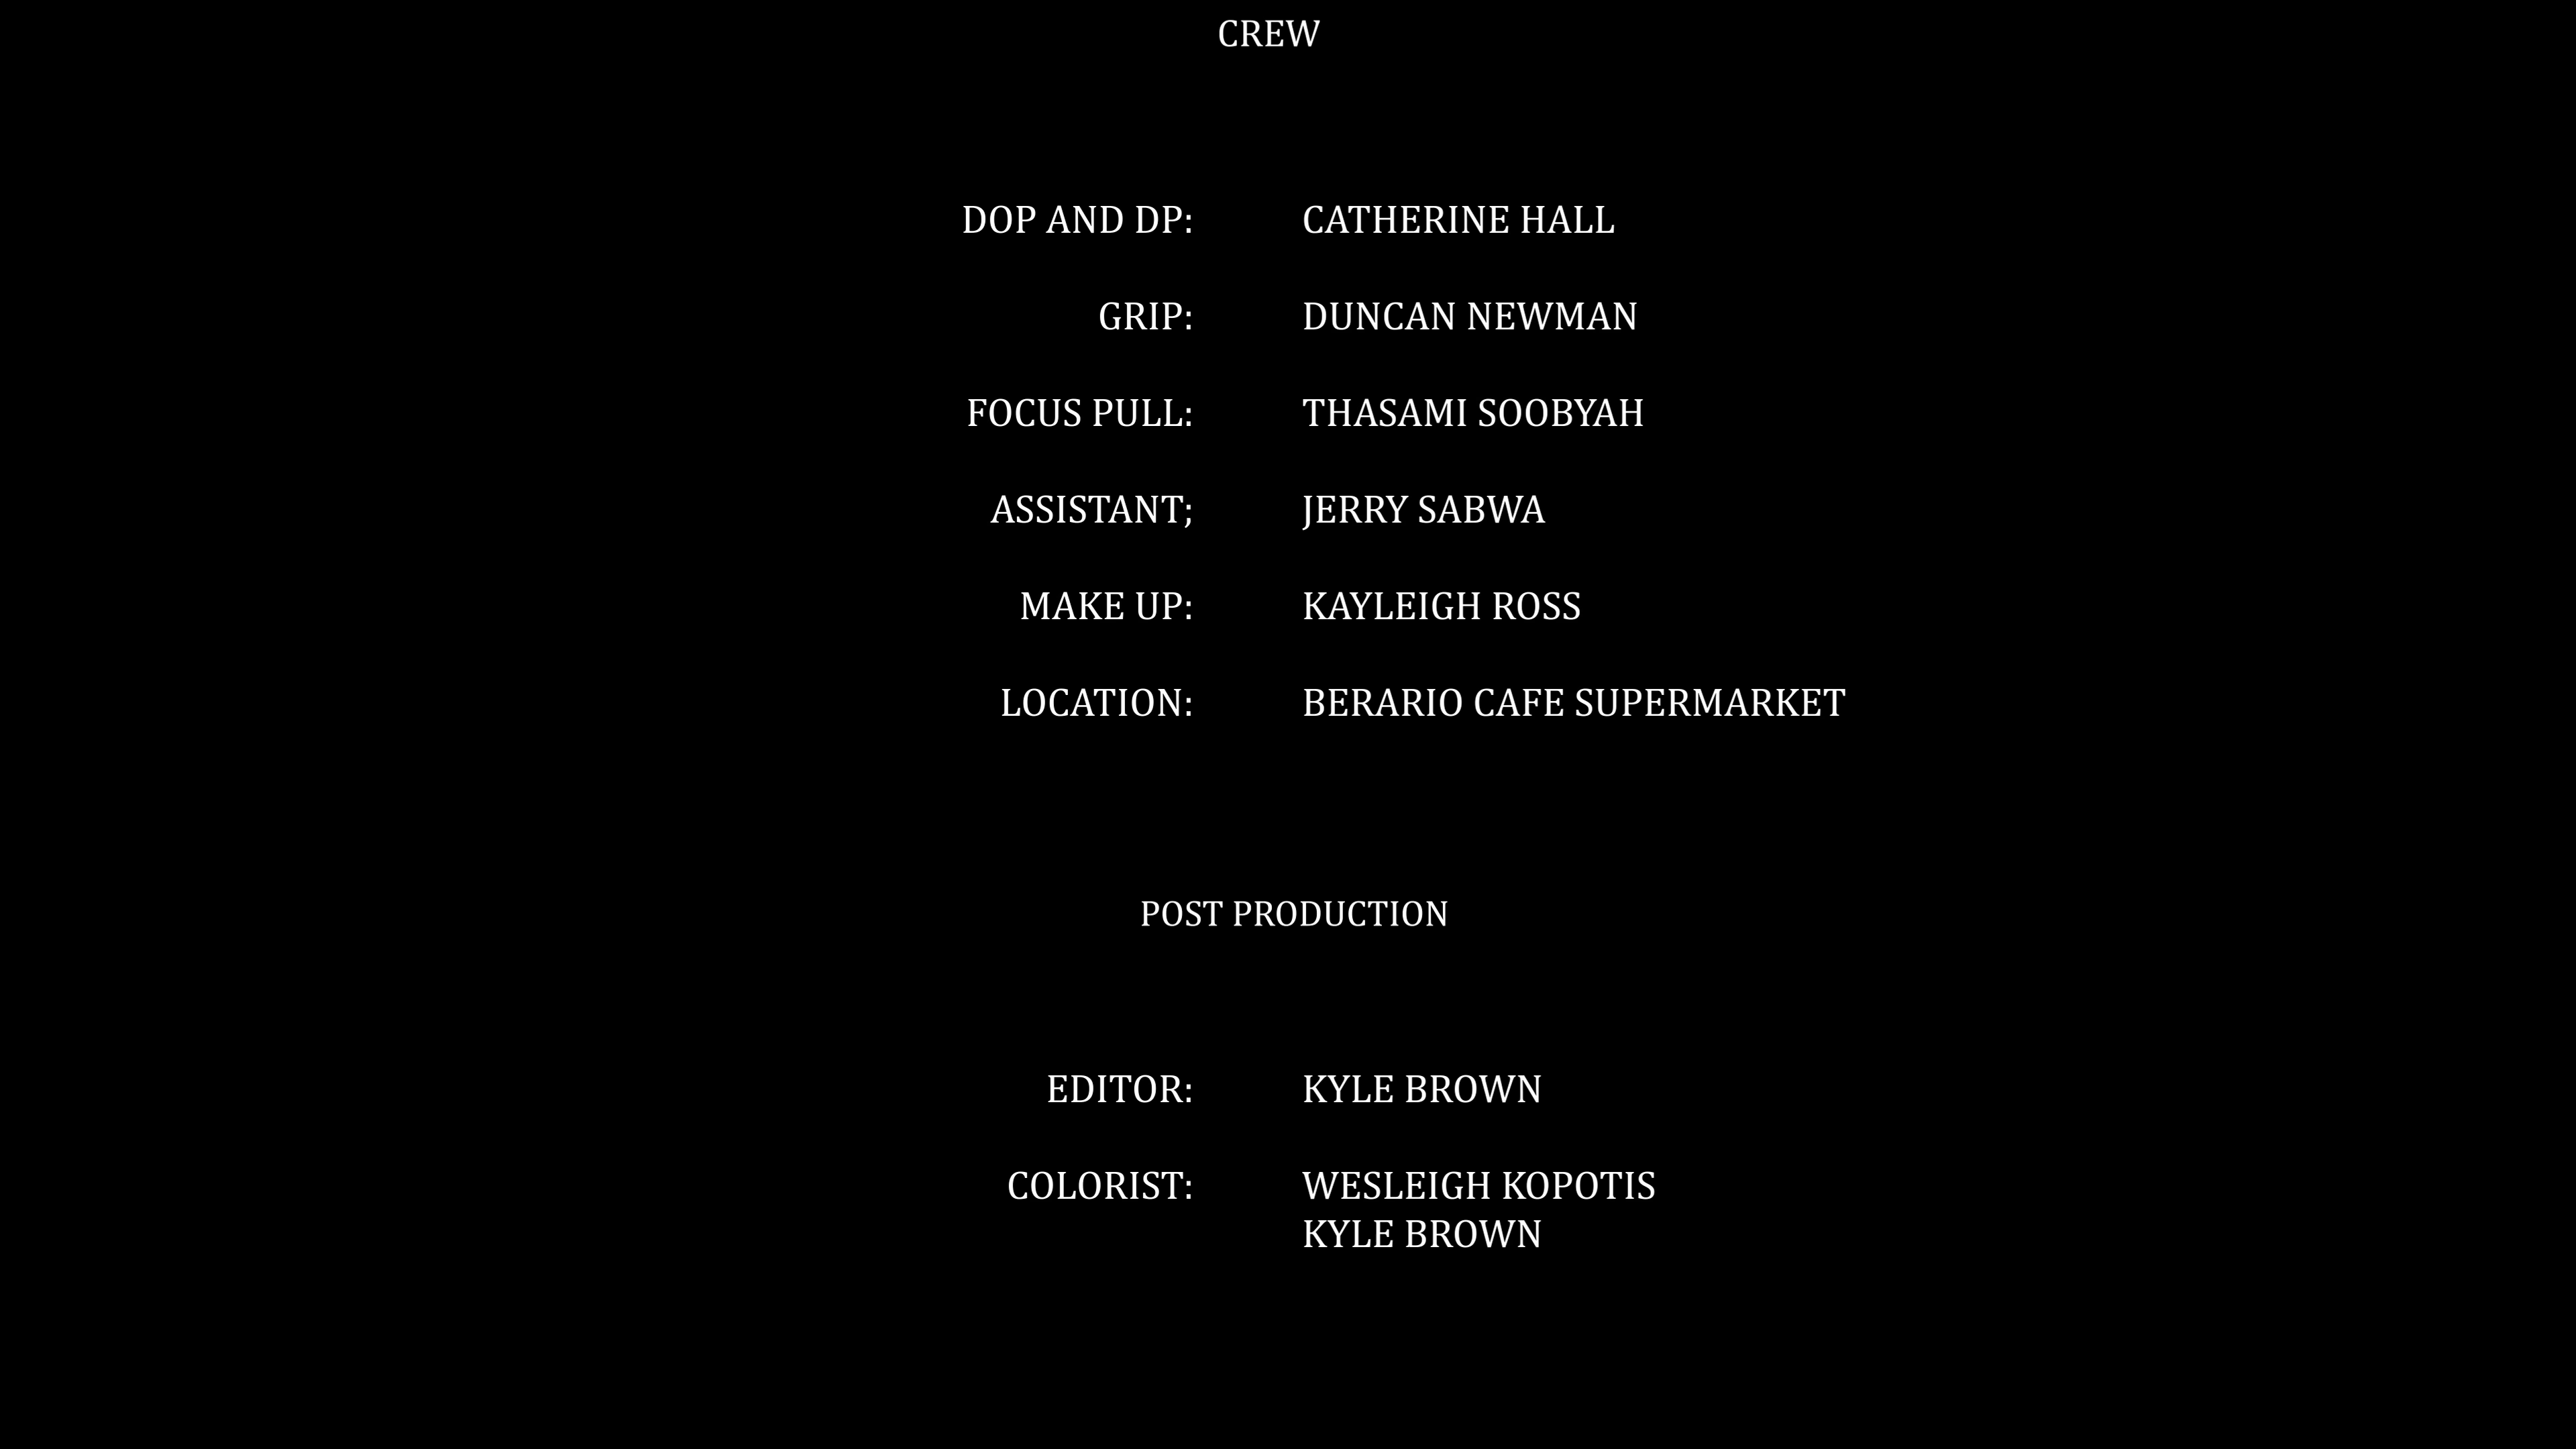 CREW
DOP AND DP: CATHERINE HALL
GRIP: DUNCAN NEWMAN
FOCUS PULL: THASAMI SOOBYAH
ASSISTANT; JERRY SABWA
MAKE UP: KAYLEIGH ROSS
LOCATION: BERARIO CAFE SUPERMARKET
POST PRODUCTION
EDITOR: KYLE BROWN
COLORIST: WESLEIGH KOPOTIS
KYLE BROWN